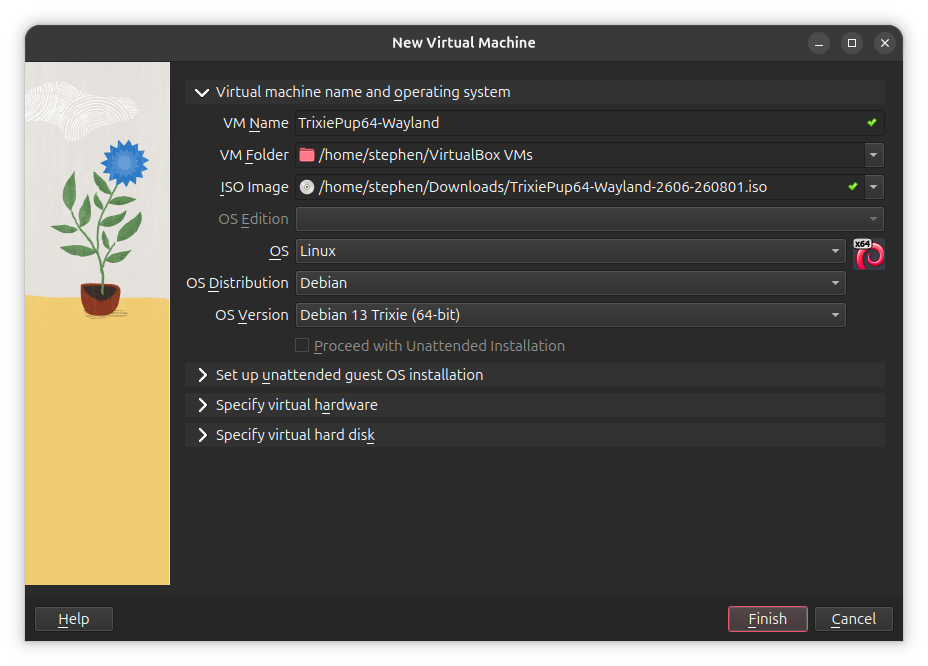 New Virtual Machine
Virtual machine name and operating system
VM Name TrixiePup64-Wayland
VM Folder /home/stephen/VirtualBox VMs
ISO Image /home/stephen/Downloads/TrixiePup64-Wayland-2606-260801.iso
OS Edition
OS Linux x64
OS Distribution Debian
OS Version Debian 13 Trixie (64-bit)
Proceed with Unattended Installation
Set up unattended guest OS installation
Specify virtual hardware
Specify virtual hard disk
Help Finish Cancel